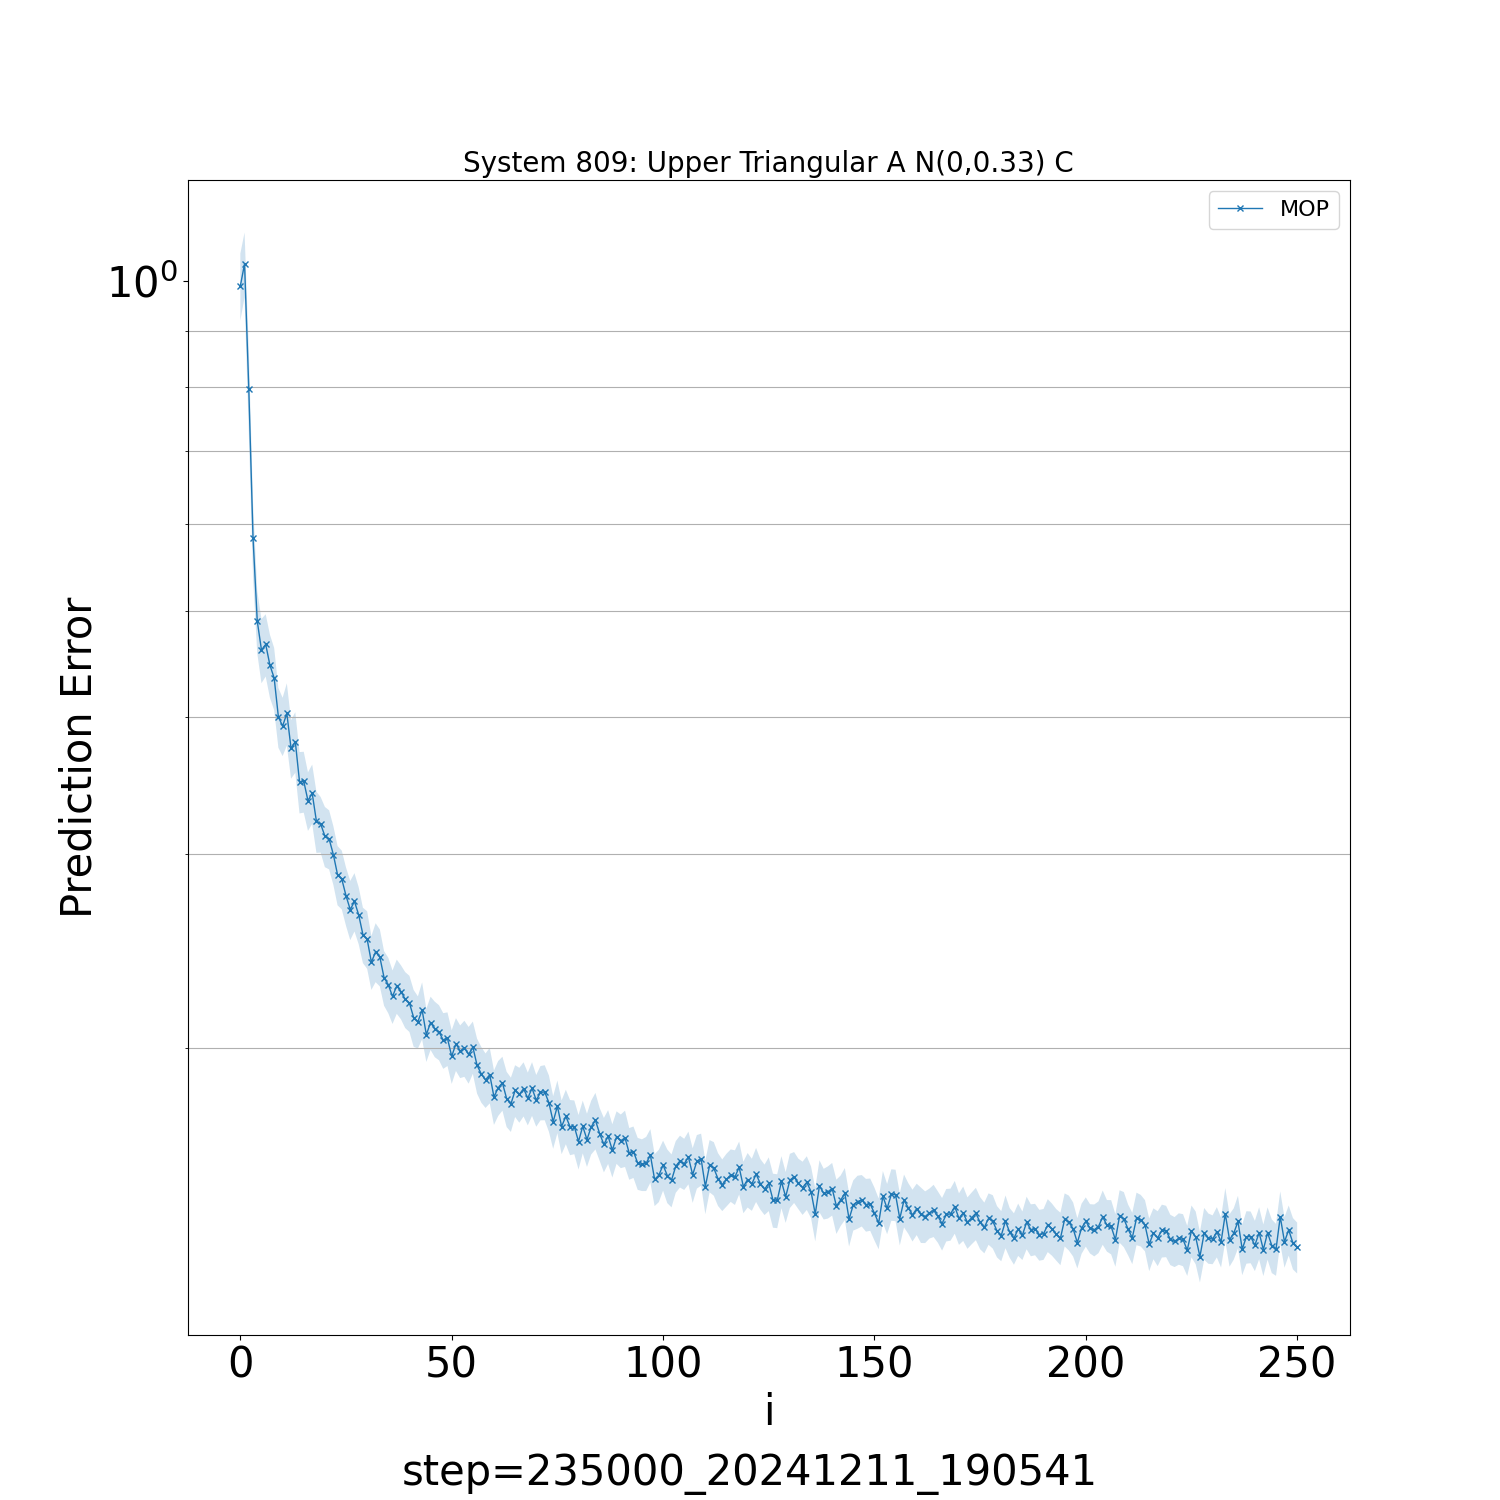 System 809: Upper Triangular A N(0,0.33) C
MOP
10⁰
Prediction Error
0 50 100 150 200 250
i
step=235000_20241211_190541